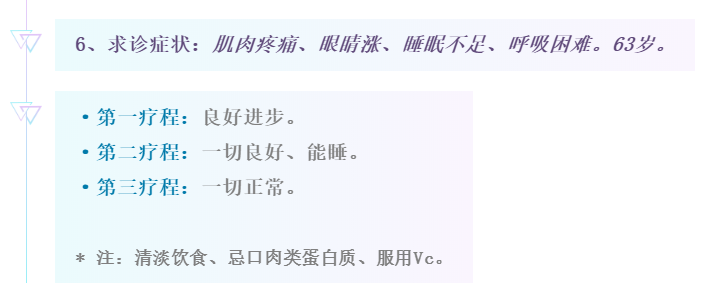 6、求诊症状：肌肉疼痛、眼睛涨、睡眠不足、呼吸困难。63岁。
·第一疗程：良好进步。
·第二疗程：一切良好、能睡。
·第三疗程：一切正常。
* 注：清淡饮食、忌口肉类蛋白质、服用Vc。